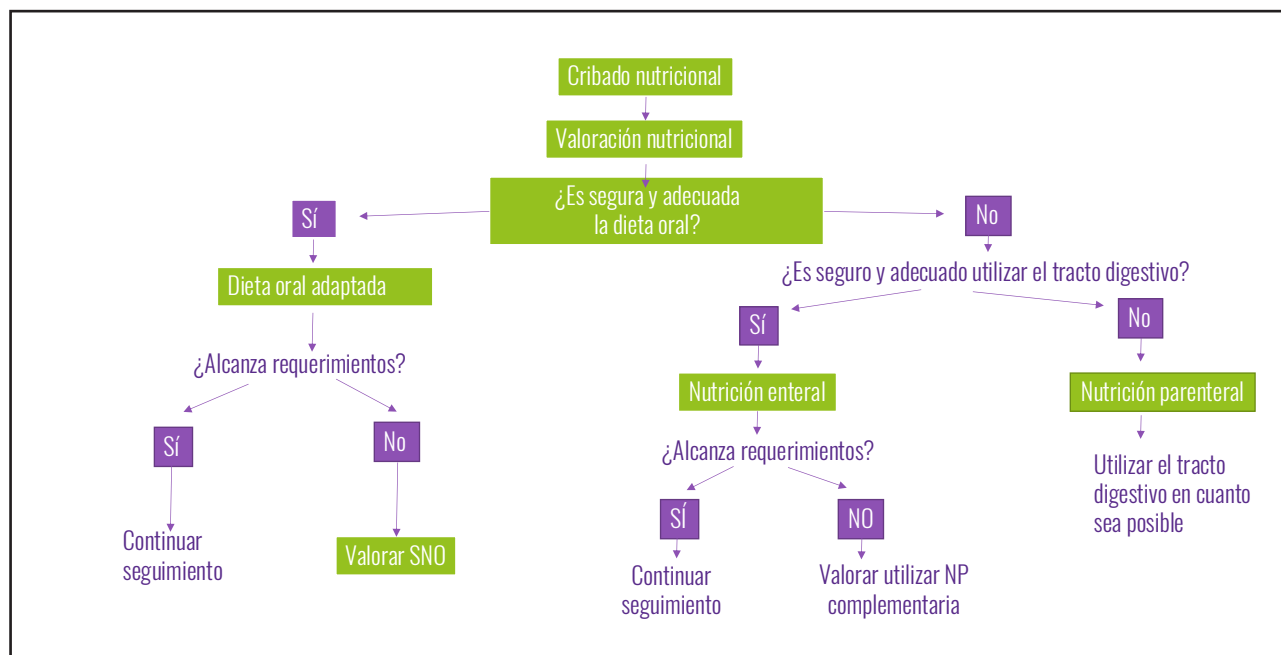 Cribado nutricional
Valoración nutricional
¿Es segura y adecuada
la dieta oral?
Sí
No
Dieta oral adaptada
¿Es seguro y adecuado utilizar el tracto digestivo?
Sí
No
¿Alcanza requerimientos?
Nutrición enteral
Nutrición parenteral
Sí
No
¿Alcanza requerimientos?
Utilizar el tracto
digestivo en cuanto
sea posible
SÍ
NO
Continuar
seguimiento
Valorar SNO
Continuar
seguimiento
Valorar utilizar NP
complementaria